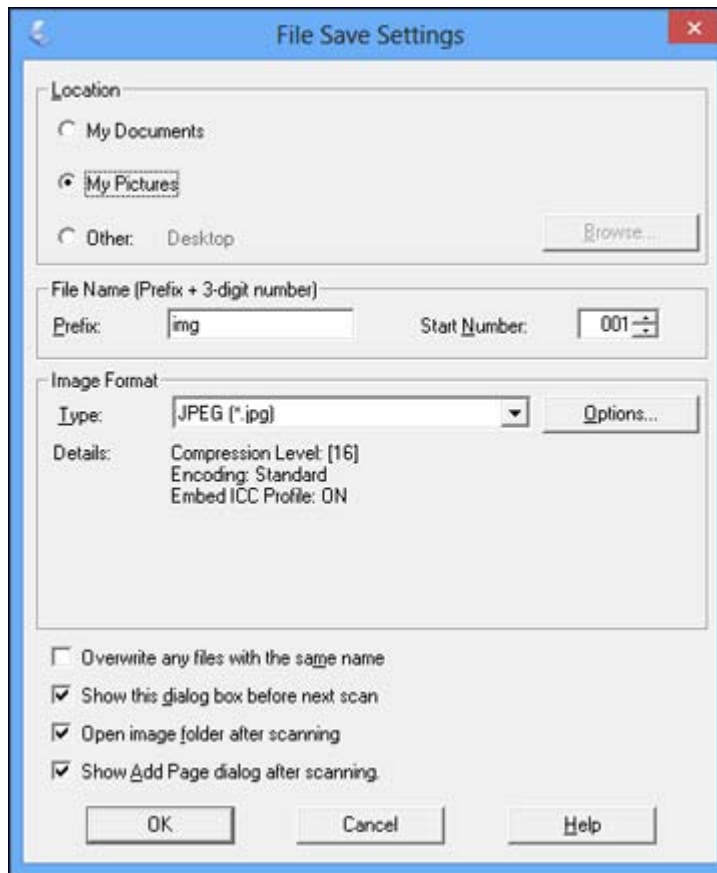 File Save Settings
Location
My Documents
My Pictures
Other: Desktop Browse...
File Name (Prefix + 3-digit number)
Prefix: img Start Number: 001
Image Format
Type: JPEG (*.jpg) Options...
Details: Compression Level: [16]
Encoding: Standard
Embed ICC Profile: ON
Overwrite any files with the same name
Show this dialog box before next scan
Open image folder after scanning
Show Add Page dialog after scanning.
OK Cancel Help